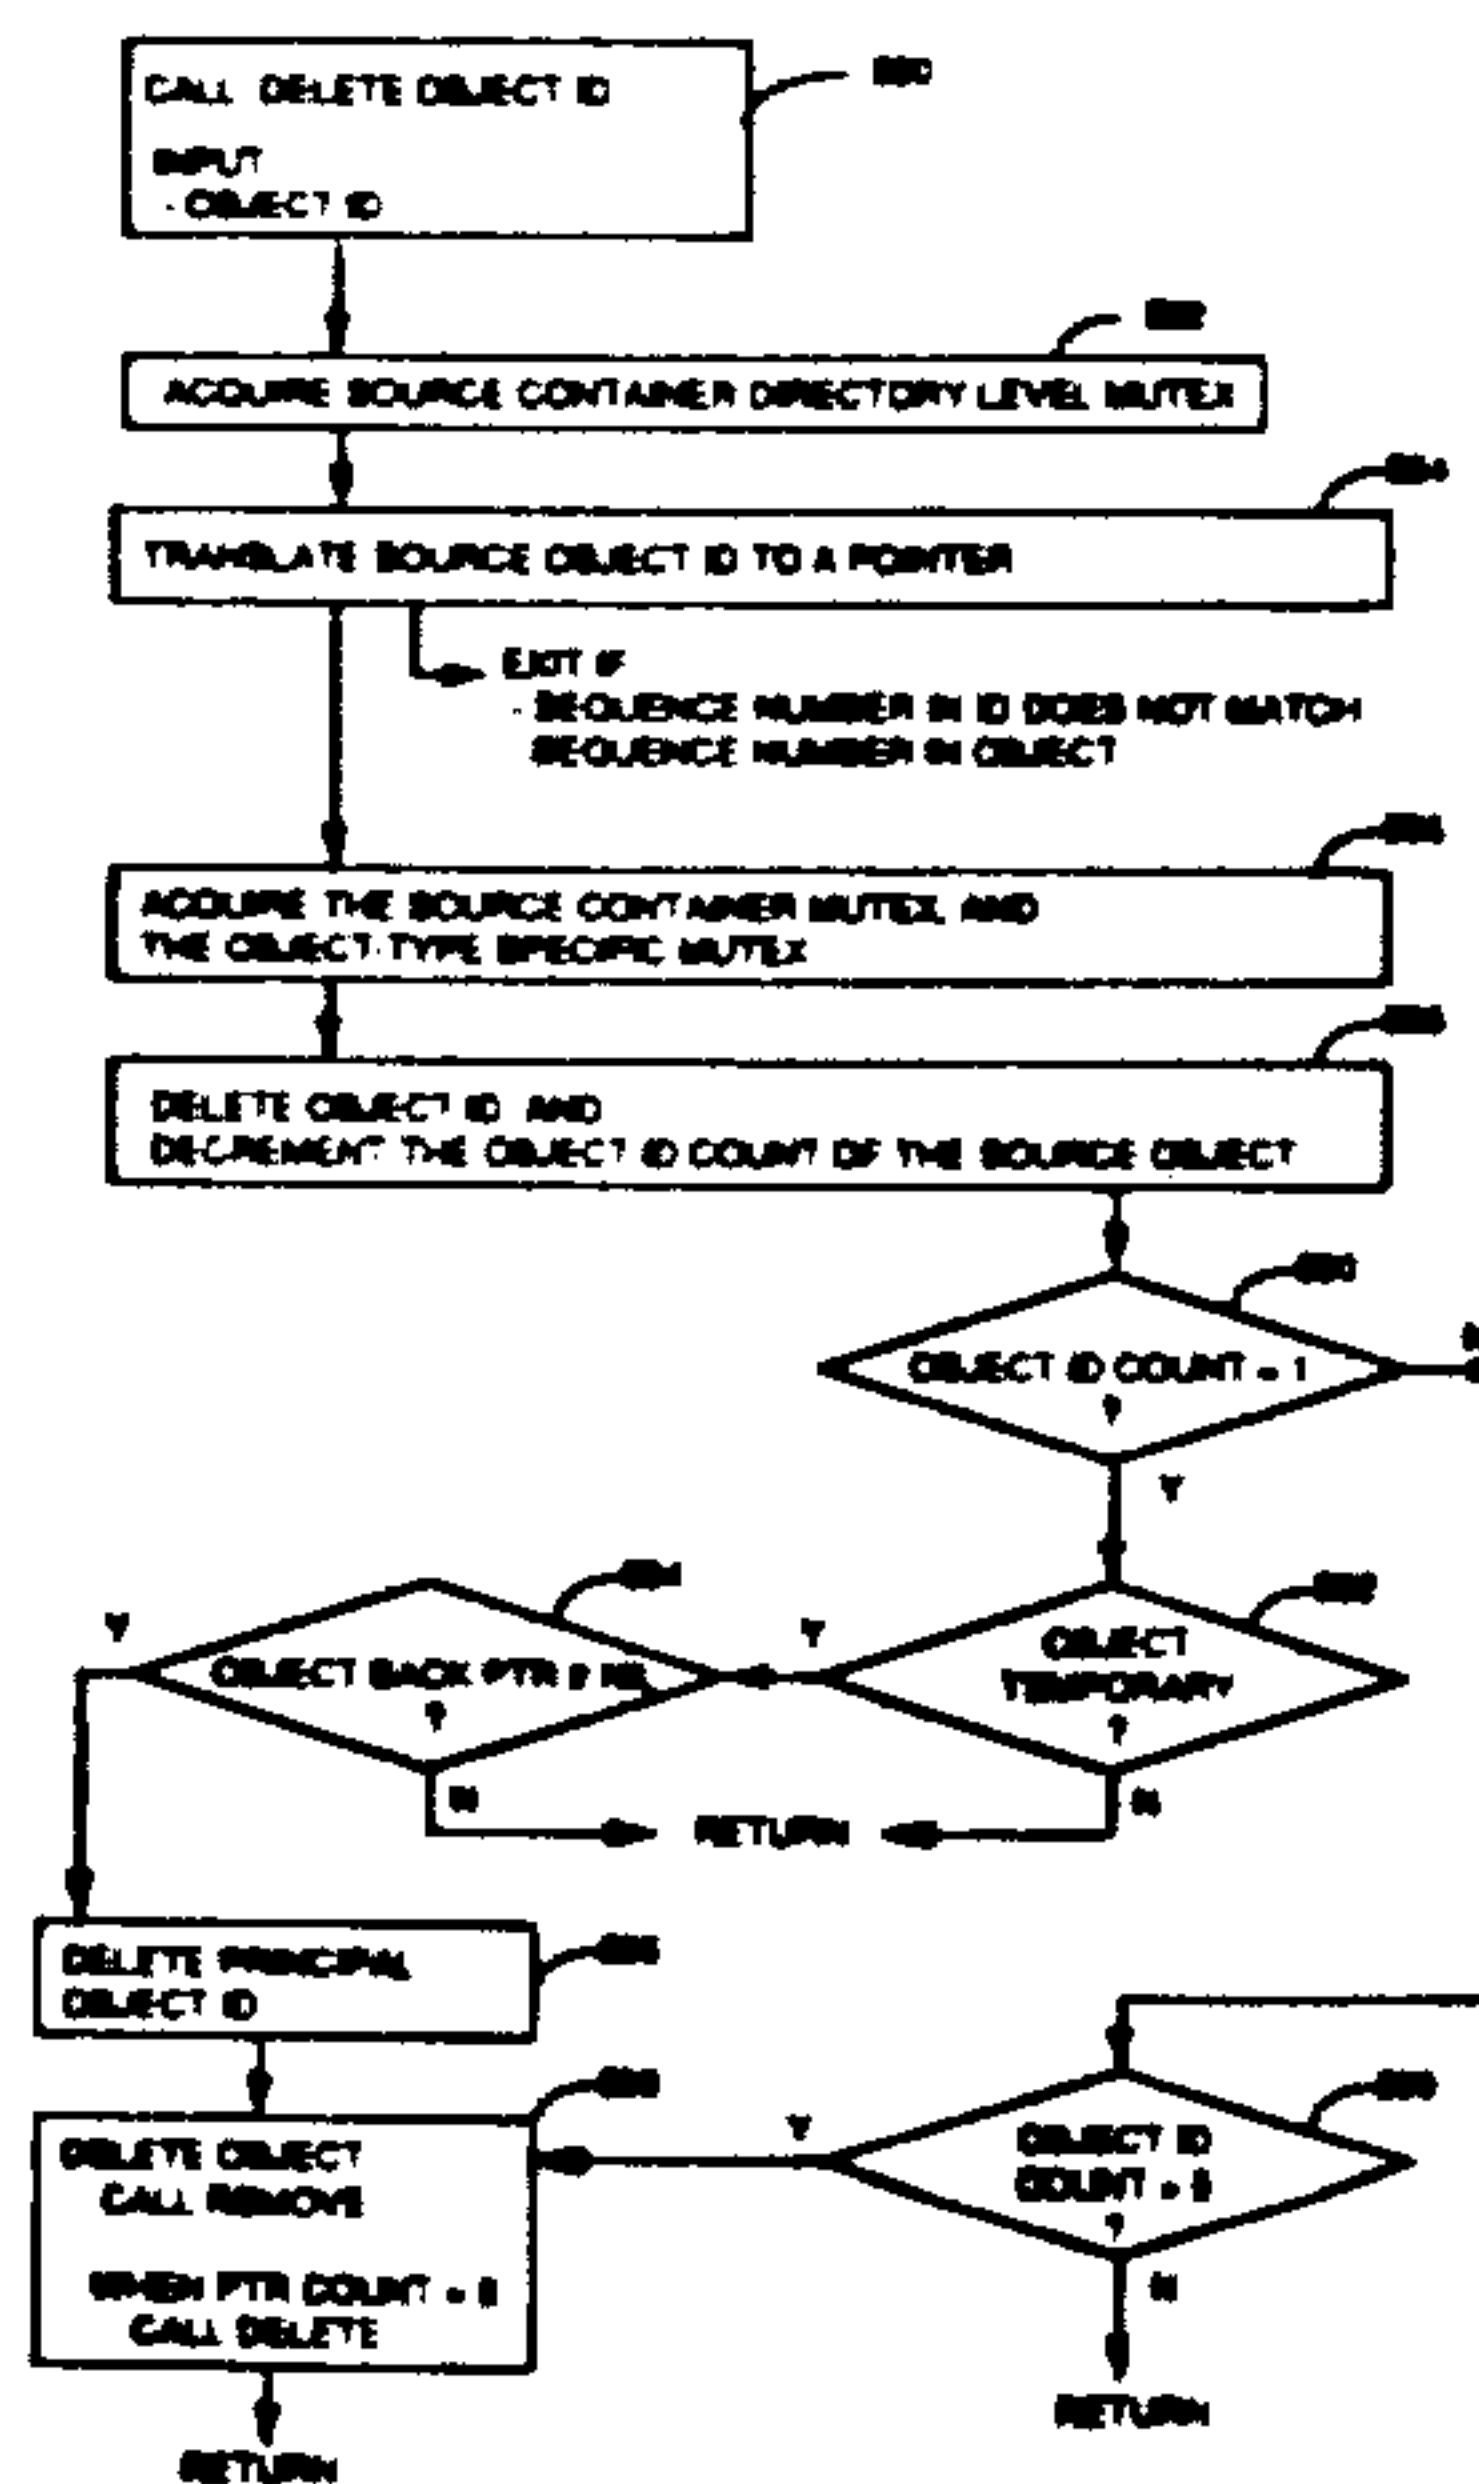 CALL DELETE OBJECT ID
INPUT
- OBJECT ID
ACQUIRE SOURCE CONTAINER DIRECTORY LEVEL MUTEX
TRANSLATE SOURCE OBJECT ID TO A POINTER
EXIT IF
- SEQUENCE NUMBER IN ID DOES NOT MATCH
SEQUENCE NUMBER IN OBJECT
ACQUIRE THE SOURCE CONTAINER MUTEX, AND
THE OBJECT-TYPE SPECIFIC MUTEX
DELETE OBJECT ID AND
DECREMENT THE OBJECT ID COUNT OF THE SOURCE OBJECT
OBJECT ID COUNT = 1
?
Y
Y
OBJECT BACK PTR
?
Y
OBJECT
TEMPORARY
?
N
RETURN
N
DELETE PRINCIPAL
OBJECT ID
DELETE OBJECT
CALL REMOVE
WHEN PTR COUNT = 0
CALL DELETE
Y
OBJECT ID
COUNT = 0
?
N
RETURN
RETURN